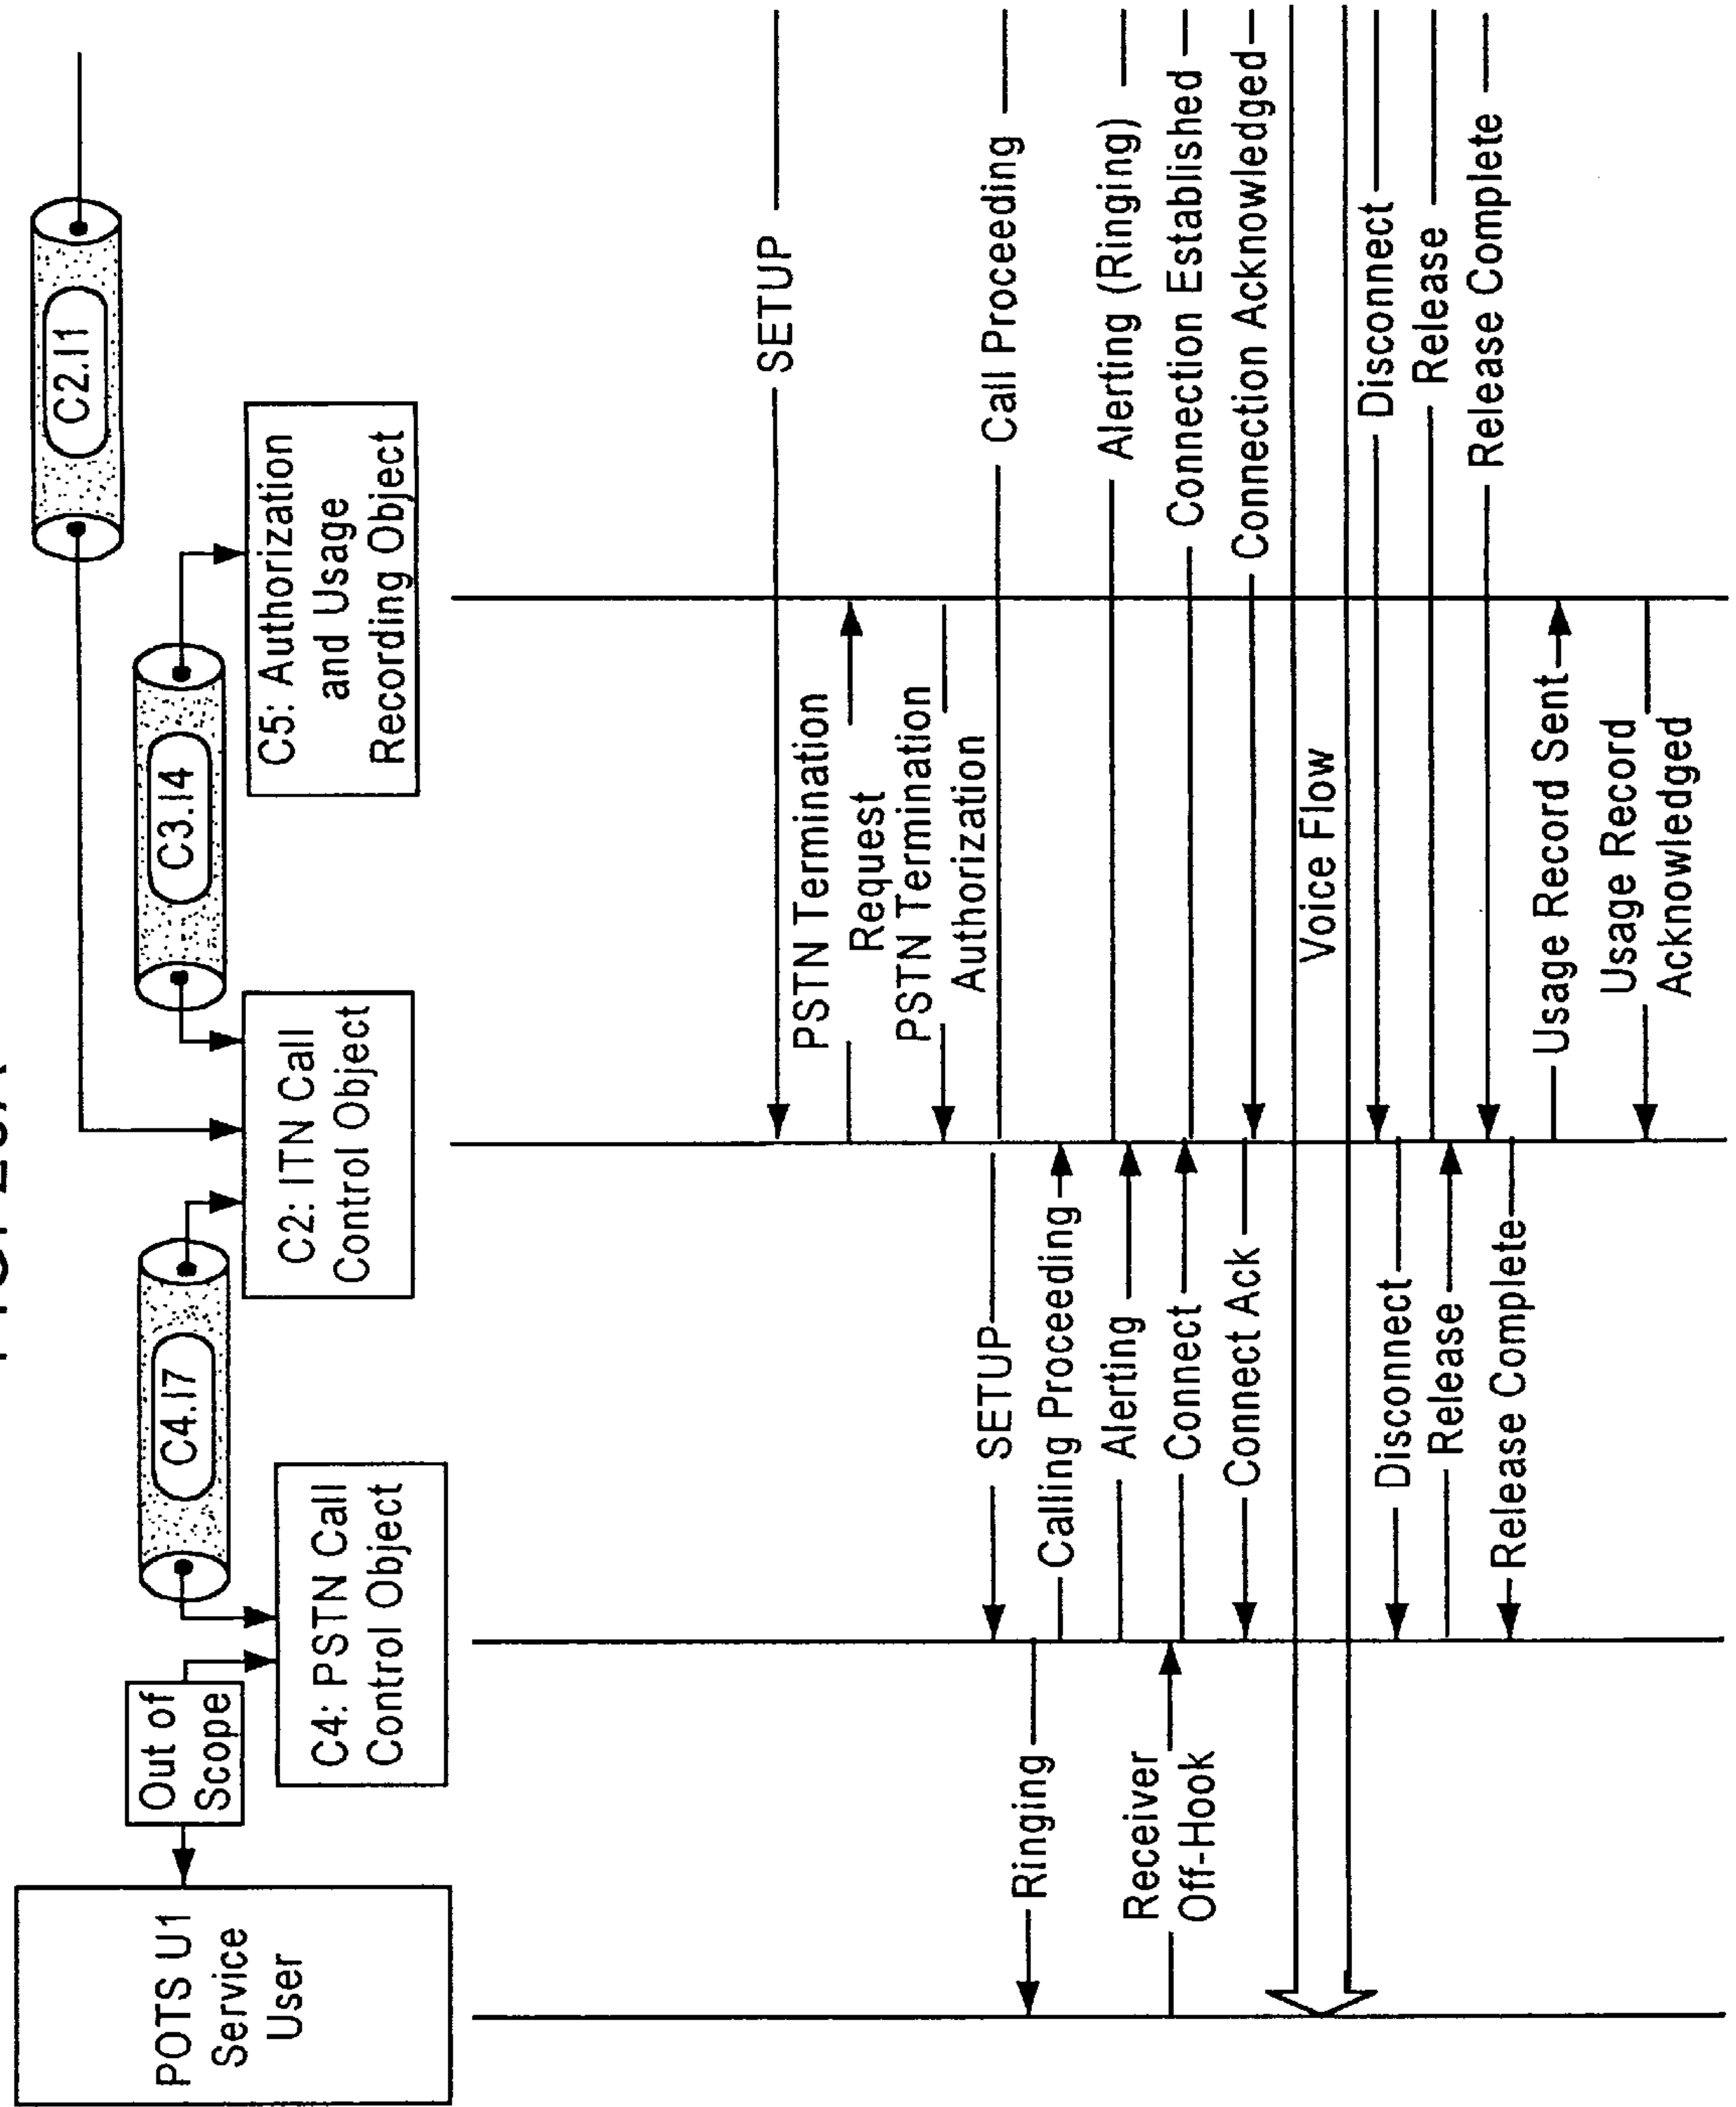 POTS U1
Service
User
Out of
Scope
C4: PSTN Call
Control Object
C4.I7
C2: ITN Call
Control Object
C3.I4
C5: Authorization
and Usage
Recording Object
C2.I1
SETUP
PSTN Termination
Request
PSTN Termination
Authorization
SETUP
Call Proceeding
Ringing
Calling Proceeding
Alerting
Alerting (Ringing)
Receiver
Off-Hook
Connect
Connection Established
Connect Ack
Connection Acknowledged
Voice Flow
Disconnect
Disconnect
Release
Release
Release Complete
Release Complete
Usage Record Sent
Usage Record
Acknowledged